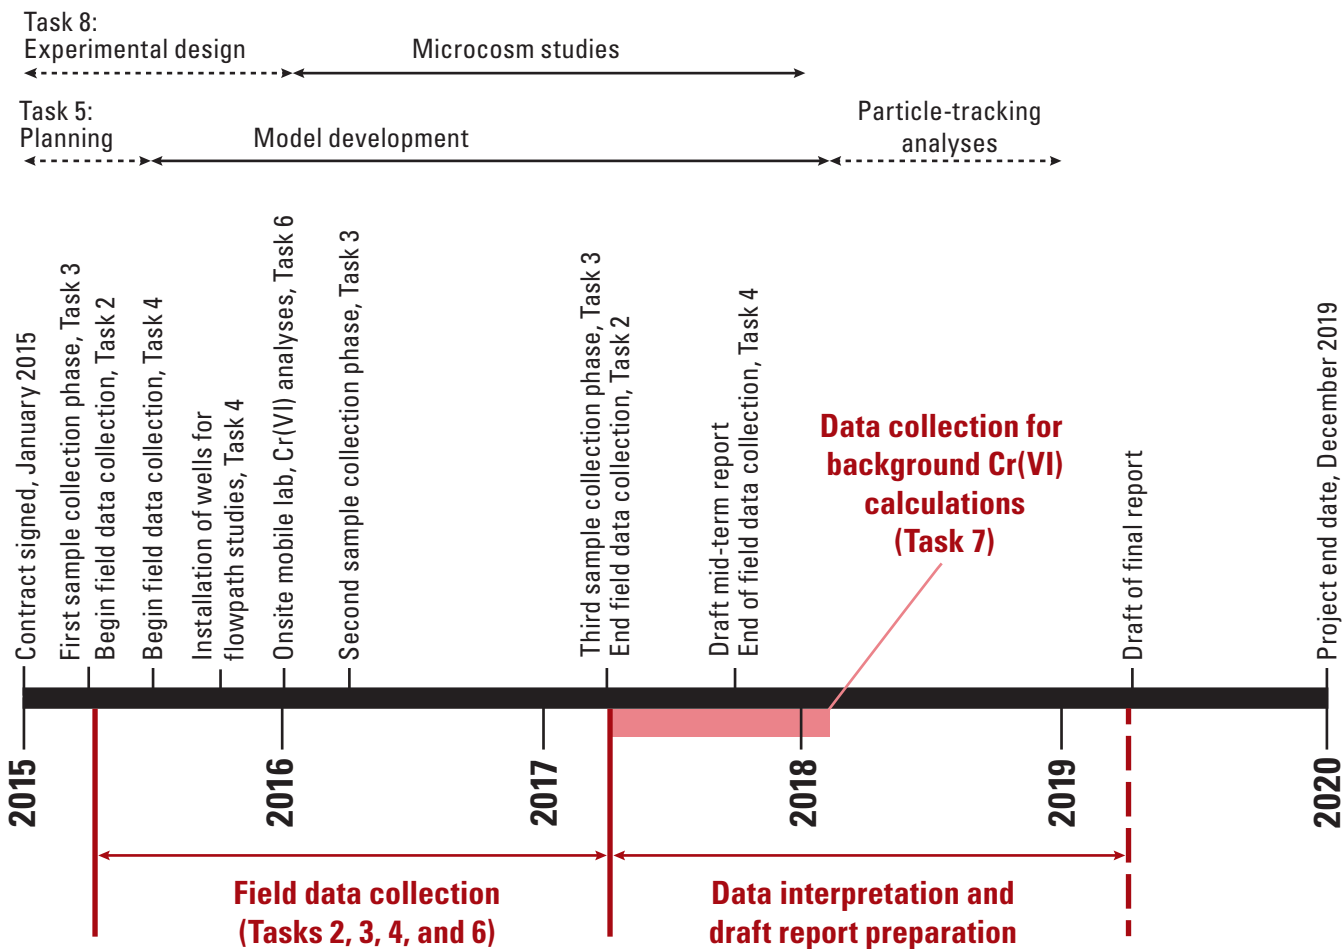 Task 8:
Experimental design
Microcosm studies
Task 5:
Planning
Model development
Particle-tracking
analyses
Contract signed, January 2015
First sample collection phase, Task 3
Begin field data collection, Task 2
Begin field data collection, Task 4
Installation of wells for
flowpath studies, Task 4
Onsite mobile lab, Cr(VI) analyses, Task 6
Second sample collection phase, Task 3
Third sample collection phase, Task 3
End field data collection, Task 2
Draft mid-term report
End of field data collection, Task 4
Data collection for
background Cr(VI)
calculations
(Task 7)
Draft of final report
Project end date, December 2019
2015
2016
2017
2018
2019
2020
Field data collection
(Tasks 2, 3, 4, and 6)
Data interpretation and
draft report preparation